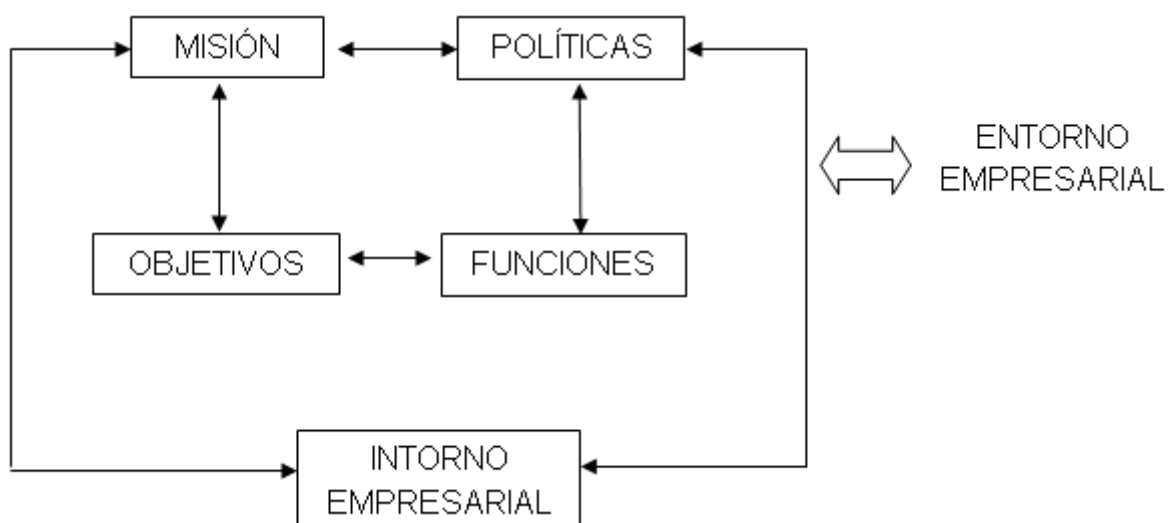 MISIÓN
POLÍTICAS
ENTORNO
EMPRESARIAL
OBJETIVOS
FUNCIONES
INTORNO
EMPRESARIAL